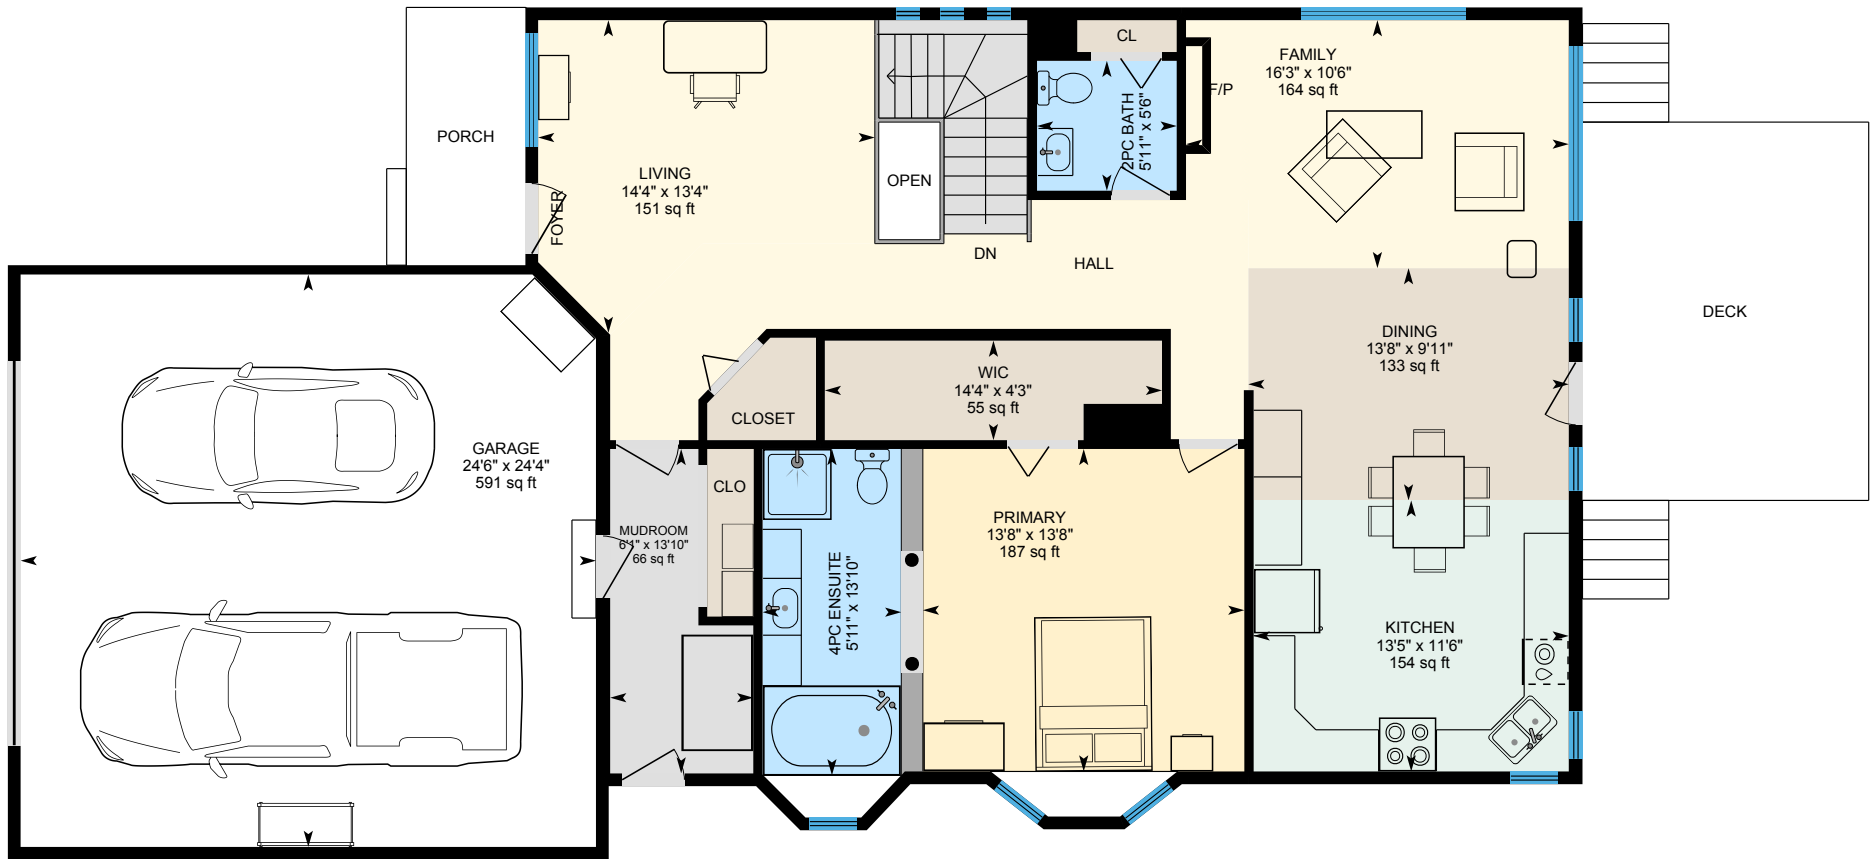 CL
FAMILY
16'3" x 10'6"
164 sq ft
F/P
PORCH
2PC BATH
5'11" x 5'6"
LIVING
14'4" x 13'4"
151 sq ft
OPEN
FOYER
DN
HALL
DECK
DINING
13'8" x 9'11"
133 sq ft
WIC
14'4" x 4'3"
55 sq ft
CLOSET
GARAGE
24'6" x 24'4"
591 sq ft
CLO
MUDROOM
6'1" x 13'10"
66 sq ft
PRIMARY
13'8" x 13'8"
187 sq ft
4PC ENSUITE
5'11" x 13'10"
KITCHEN
13'5" x 11'6"
154 sq ft